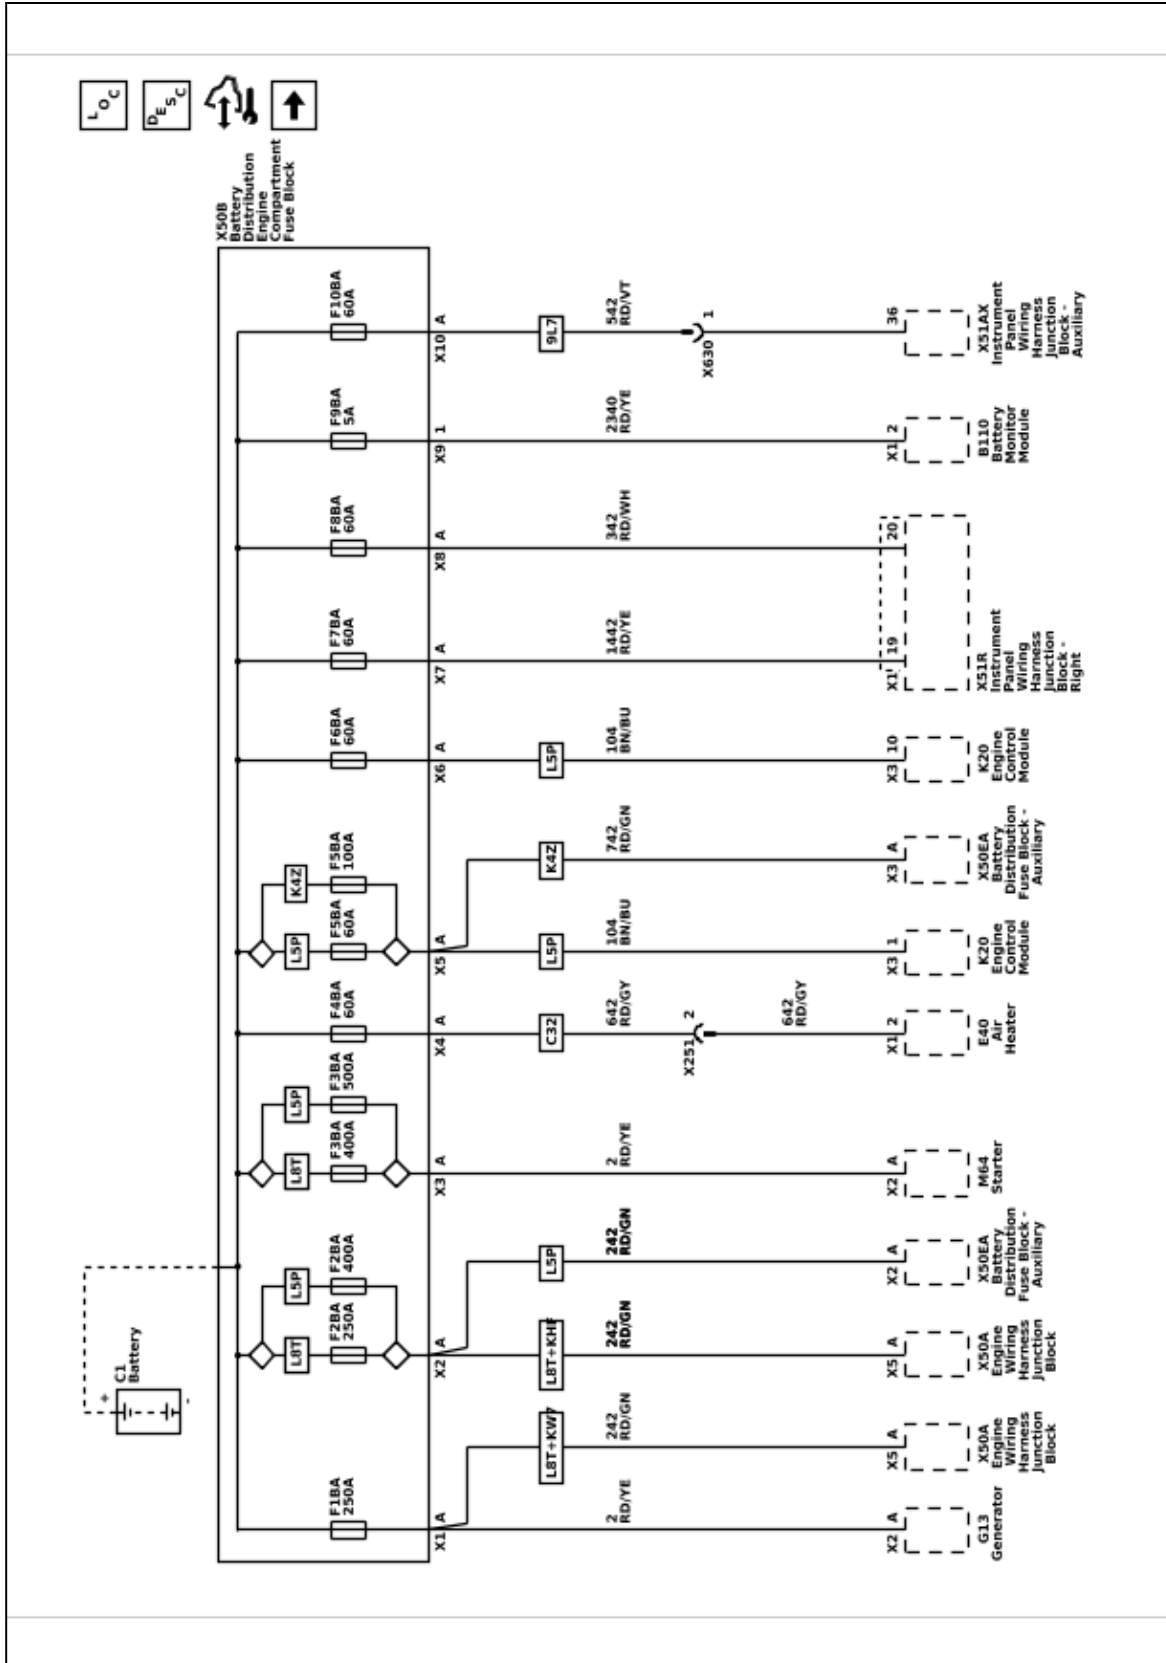 LOC
DESC
C1
Battery
+
-
X50B
Battery
Distribution
Engine
Compartment
Fuse Block
F1BA
250A
L8T
F2BA
250A
L5P
F2BA
400A
L8T
F3BA
400A
L5P
F3BA
500A
F4BA
60A
L5P
F5BA
60A
K4Z
F5BA
100A
F6BA
60A
F7BA
60A
F8BA
60A
F9BA
5A
F10BA
60A
X1 A
X2 A
X3 A
X4 A
X5 A
X6 A
X7 A
X8 A
X9 1
X10 A
L8T+KW7
L8T+KHF
L5P
C32
L5P
K4Z
L5P
9L7
2
RD/YE
242
RD/GN
242
RD/GN
242
RD/GN
2
RD/YE
642
RD/GY
104
BN/BU
742
RD/GN
104
BN/BU
1442
RD/YE
342
RD/WH
2340
RD/YE
542
RD/VT
X251 2
X630 1
642
RD/GY
X2 A
X5 A
X5 A
X2 A
X2 A
X1 2
X3 1
X3 A
X3 10
X1 19
20
X1 2
36
G13
Generator
X50A
Engine
Wiring
Harness
Junction
Block
X50A
Engine
Wiring
Harness
Junction
Block
X50EA
Battery
Distribution
Fuse Block -
Auxiliary
M64
Starter
E40
Air
Heater
K20
Engine
Control
Module
X50EA
Battery
Distribution
Fuse Block -
Auxiliary
K20
Engine
Control
Module
X51R
Instrument
Panel
Wiring
Harness
Junction
Block -
Right
B110
Battery
Monitor
Module
X51AX
Instrument
Panel
Wiring
Harness
Junction
Block -
Auxiliary